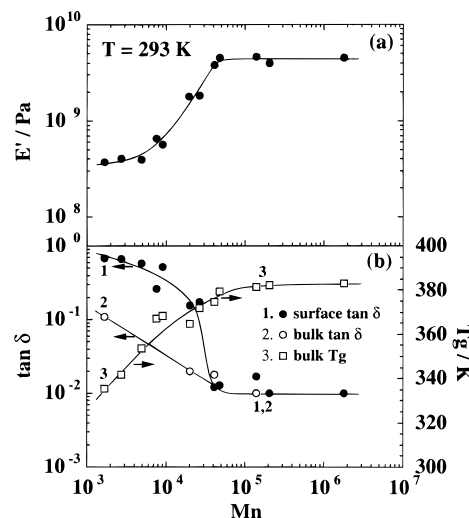 10^10
(a)
T = 293 K
10^9
E' / Pa
10^8
10^0
(b)
400
1
3
380
10^-1
2
1. ● surface tan δ
2. ○ bulk tan δ
3. □ bulk Tg
360
tan δ
Tg / K
3
340
10^-2
1,2
320
10^-3
300
10^3 10^4 10^5 10^6 10^7
Mn